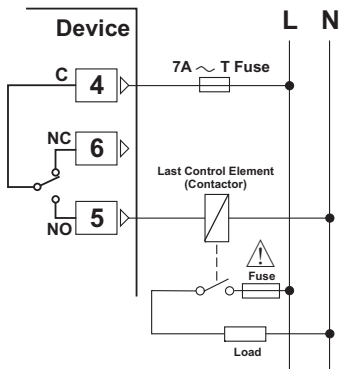 L N
Device
7A ~ T Fuse
C
4
NC
6
Last Control Element
(Contactor)
5
NO
Fuse
Load